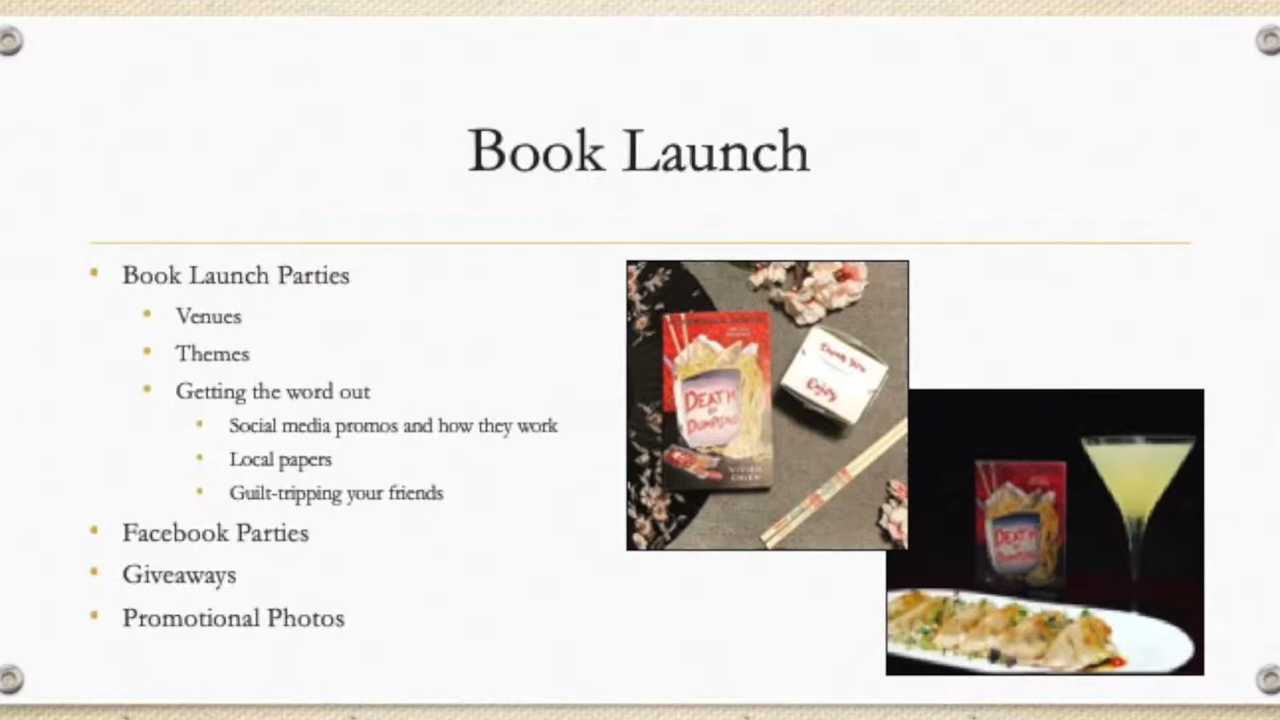 Book Launch
Book Launch Parties
Venues
Themes
Getting the word out
Social media promos and how they work
Local papers
Guilt-tripping your friends
Facebook Parties
Giveaways
Promotional Photos
DEATH
BY
DUMPLING
VIVIEN
CHIEN
Thank you
Enjoy
DEATH
DUMPLING